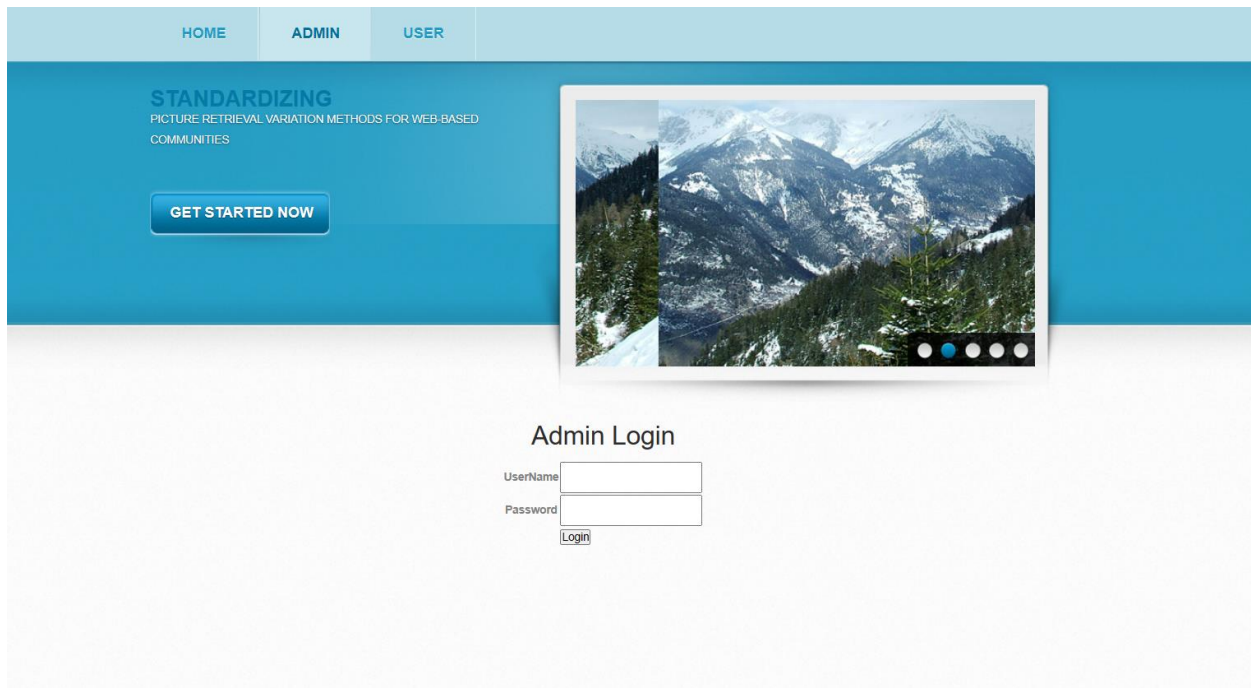 HOME ADMIN USER
STANDARDIZING
PICTURE RETRIEVAL VARIATION METHODS FOR WEB-BASED
COMMUNITIES
GET STARTED NOW
Admin Login
UserName
Password
Login